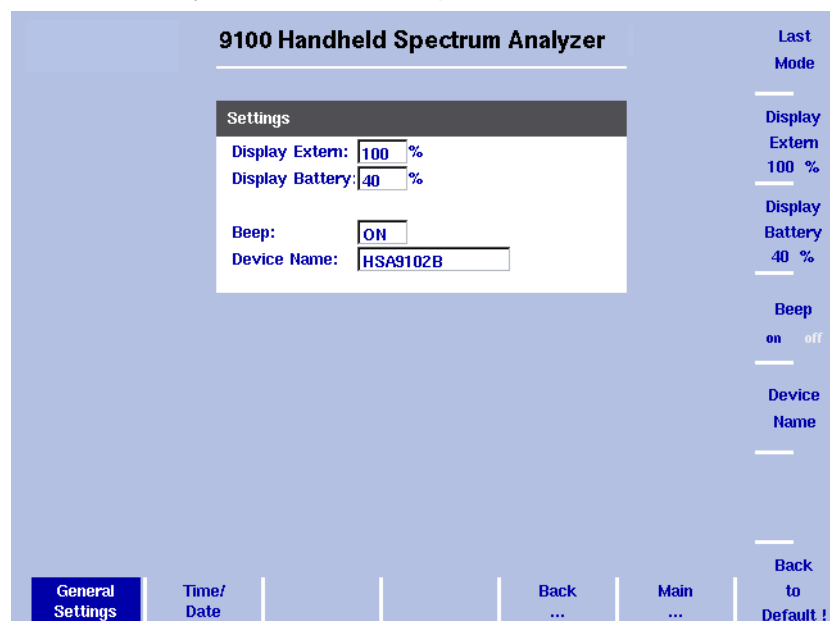 9100 Handheld Spectrum Analyzer
Settings
Display Extern: 100 %
Display Battery: 40 %
Beep: ON
Device Name: HSA9102B
Last
Mode
Display
Extern
100 %
Display
Battery
40 %
Beep
on off
Device
Name
Back
to
Default !
General
Settings
Time/
Date
Back
...
Main
...